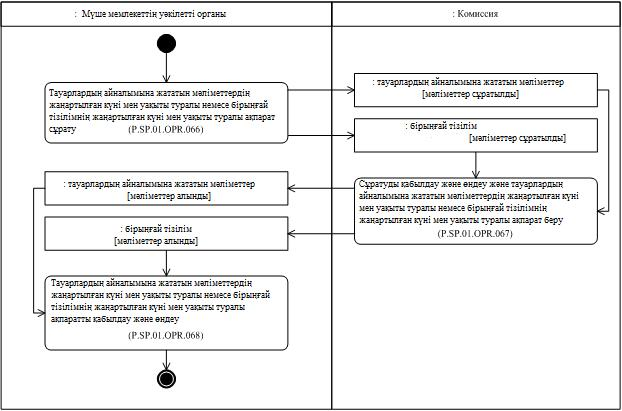 : Мүше мемлекеттің уәкілетті органы
: Комиссия
Тауарлардың айналымына жататын мәліметтердің
жаңартылған күні мен уақыты туралы немесе бірыңғай
тізілімнің жаңартылған күні мен уақыты туралы ақпарат
сұрату (P.SP.01.OPR.066)
: тауарлардың айналымына жататын мәліметтер
[мәліметтер сұратылды]
: бірыңғай тізілім
[мәліметтер сұратылды]
Сұратуды қабылдау және өңдеу және тауарлардың
айналымына жататын мәліметтердің жаңартылған күні
мен уақыты туралы немесе бірыңғай тізілімнің
жаңартылған күні мен уақыты туралы ақпарат беру
(P.SP.01.OPR.067)
: тауарлардың айналымына жататын мәліметтер
[мәліметтер алынды]
: бірыңғай тізілім
[мәліметтер алынды]
Тауарлардың айналымына жататын мәліметтердің
жаңартылған күні мен уақыты туралы немесе бірыңғай
тізілімнің жаңартылған күні мен уақыты туралы
ақпаратты қабылдау және өңдеу
(P.SP.01.OPR.068)